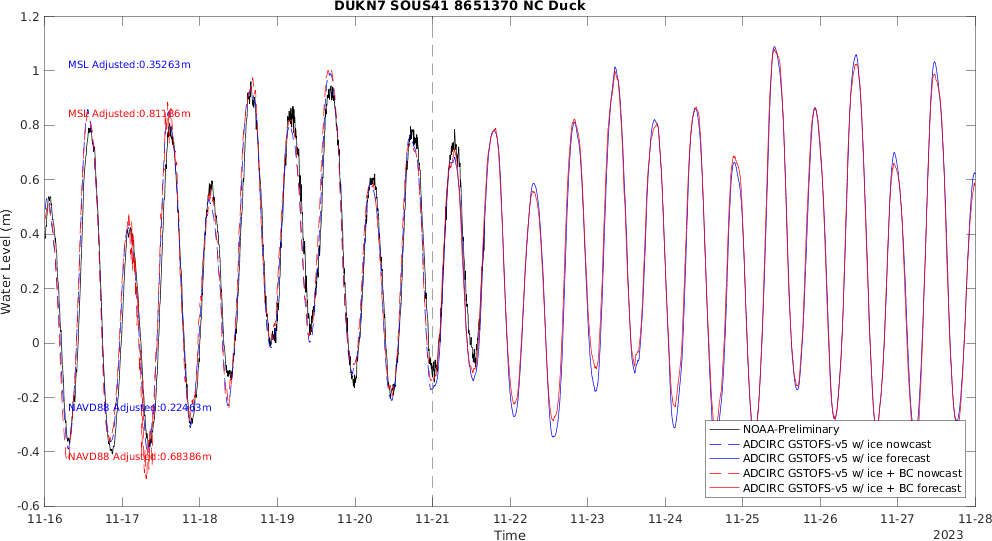 DUKN7 SOUS41 8651370 NC Duck
1.2
1
0.8
0.6
0.4
0.2
0
-0.2
-0.4
-0.6
Water Level (m)
MSL Adjusted:0.35263m
MSL Adjusted:0.81186m
NAVD88 Adjusted:0.22463m
NAVD88 Adjusted:0.68386m
NOAA-Preliminary
ADCIRC GSTOFS-v5 w/ ice nowcast
ADCIRC GSTOFS-v5 w/ ice forecast
ADCIRC GSTOFS-v5 w/ ice + BC nowcast
ADCIRC GSTOFS-v5 w/ ice + BC forecast
11-16 11-17 11-18 11-19 11-20 11-21 11-22 11-23 11-24 11-25 11-26 11-27 11-28
Time
2023